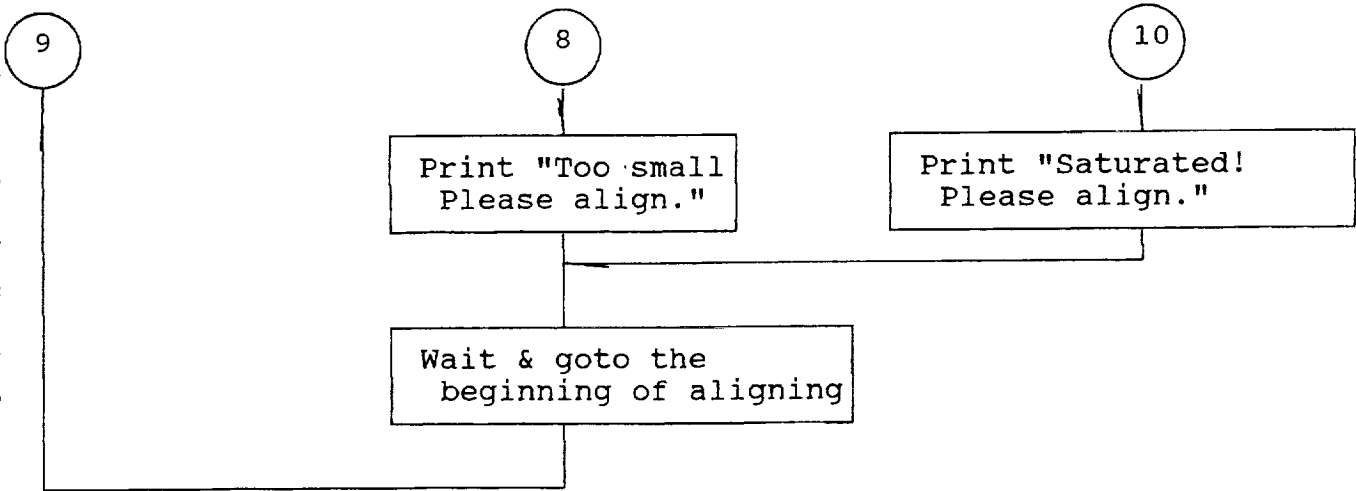 9
8
10
Print "Too small
Please align."
Print "Saturated!
Please align."
Wait & goto the
beginning of aligning